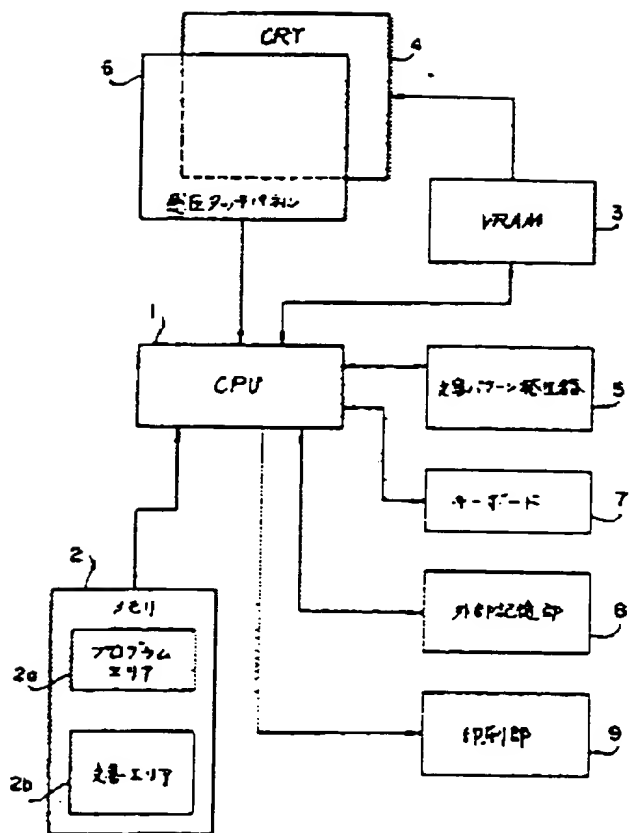 CRT
4
6
感圧タッチパネル
VRAM
3
1
CPU
文字パターン発生器
5
キーボード
7
2
メモリ
外部記憶部
8
プログラム
エリア
2a
印刷部
9
文書エリア
2b